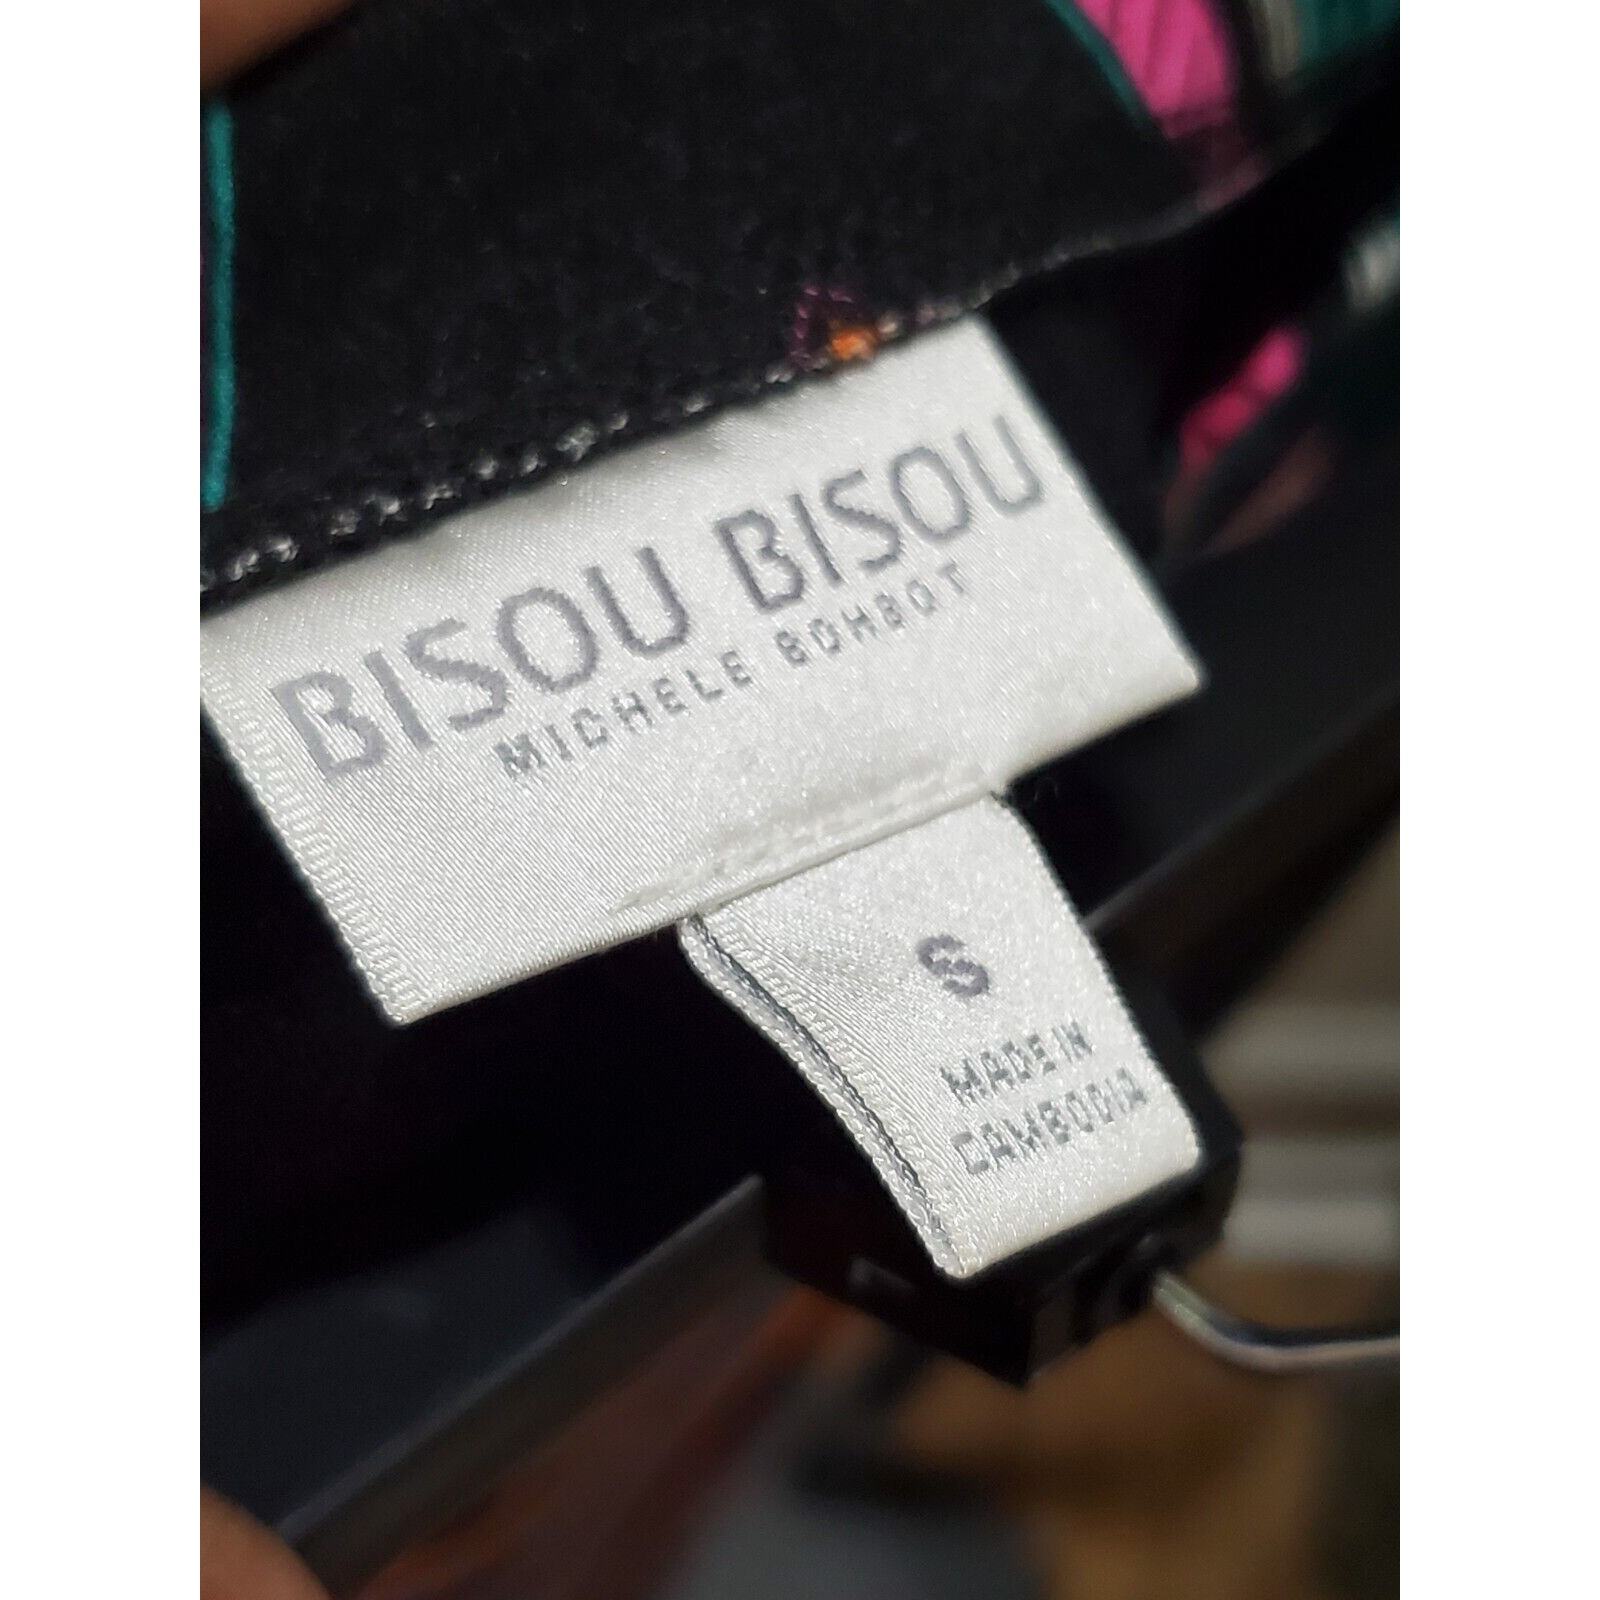 BISOU BISOU
MICHELE BOHBOT
S
MADE IN
CAMBODIA